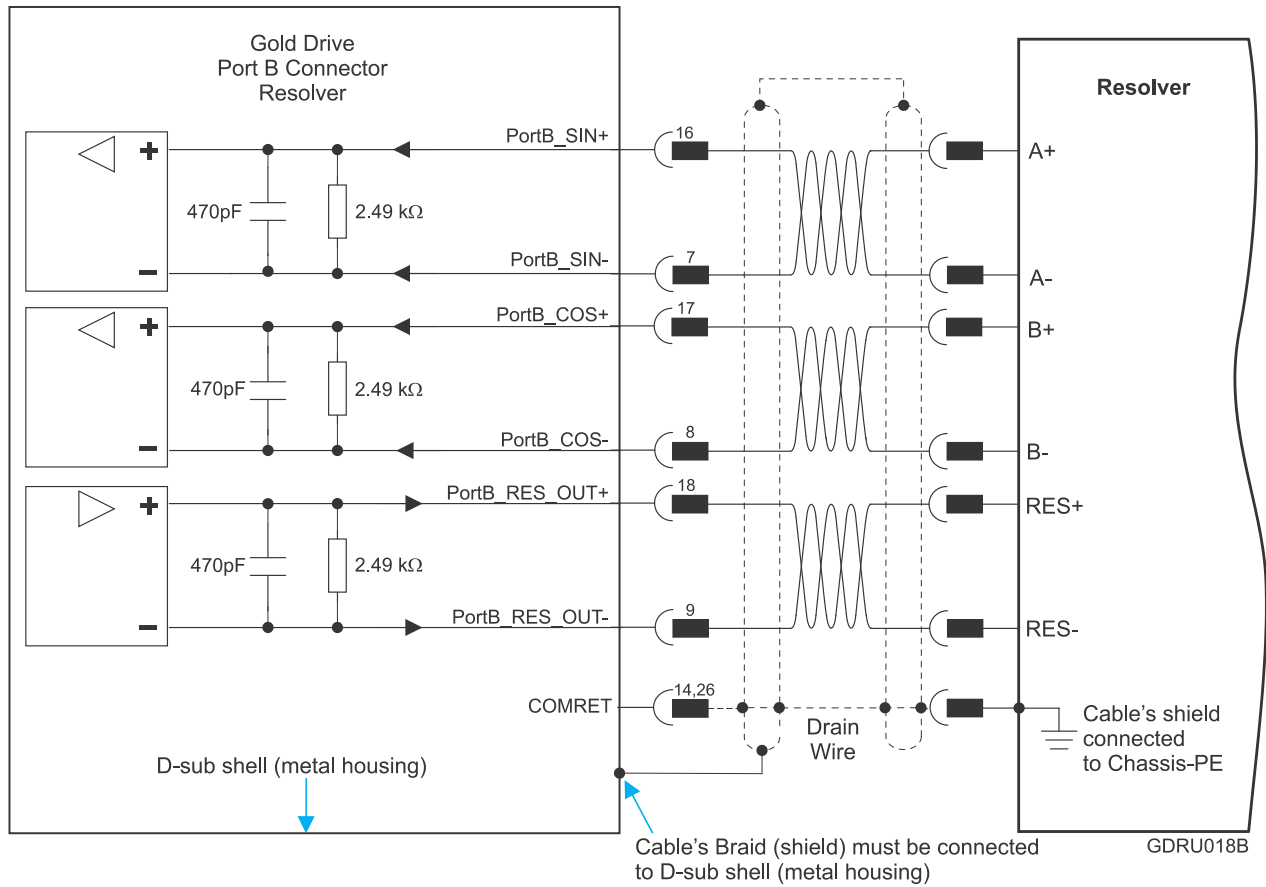 Gold Drive
Port B Connector
Resolver
Resolver
PortB_SIN+
16
A+
470pF
2.49 kΩ
PortB_SIN-
7
A-
PortB_COS+
17
B+
470pF
2.49 kΩ
PortB_COS-
8
B-
PortB_RES_OUT+
18
RES+
470pF
2.49 kΩ
PortB_RES_OUT-
9
RES-
COMRET
14,26
Drain
Wire
Cable's shield
connected
to Chassis-PE
D-sub shell (metal housing)
Cable's Braid (shield) must be connected
to D-sub shell (metal housing)
GDRU018B